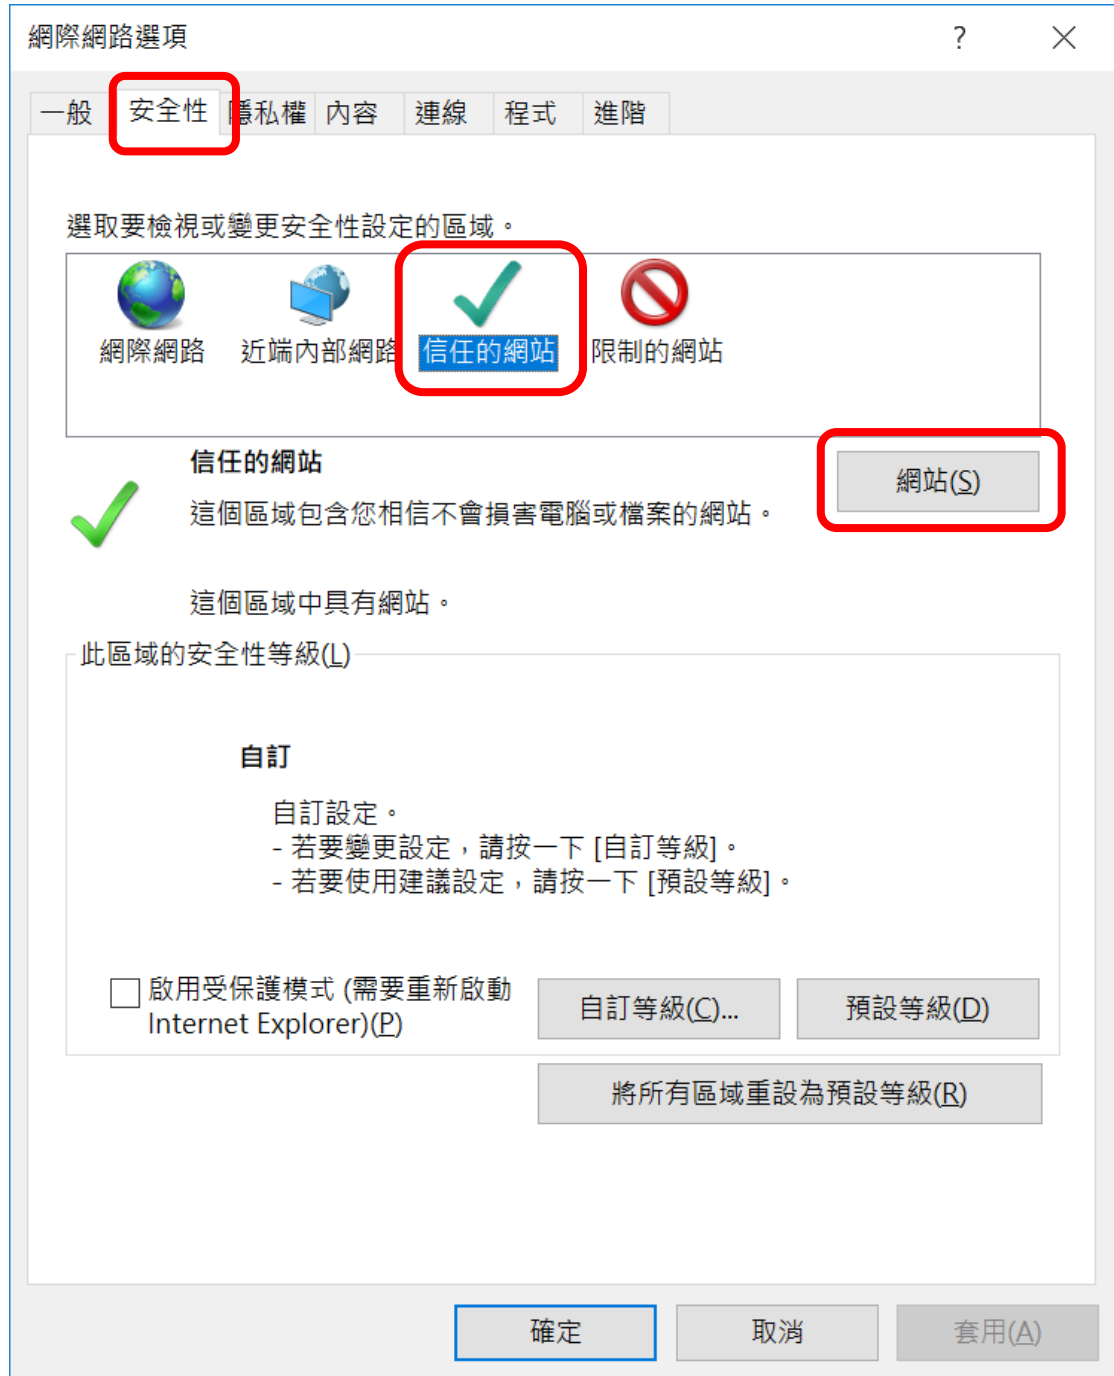 網際網路選項
一般 安全性 隱私權 內容 連線 程式 進階
選取要檢視或變更安全性設定的區域。
網際網路 近端內部網路 信任的網站 限制的網站
信任的網站
網站(S)
這個區域包含您相信不會損害電腦或檔案的網站。
這個區域中具有網站。
此區域的安全性等級(L)
自訂
自訂設定。
- 若要變更設定，請按一下 [自訂等級]。
- 若要使用建議設定，請按一下 [預設等級]。
啟用受保護模式 (需要重新啟動
Internet Explorer)(P)
自訂等級(C)... 預設等級(D)
將所有區域重設為預設等級(R)
確定 取消 套用(A)